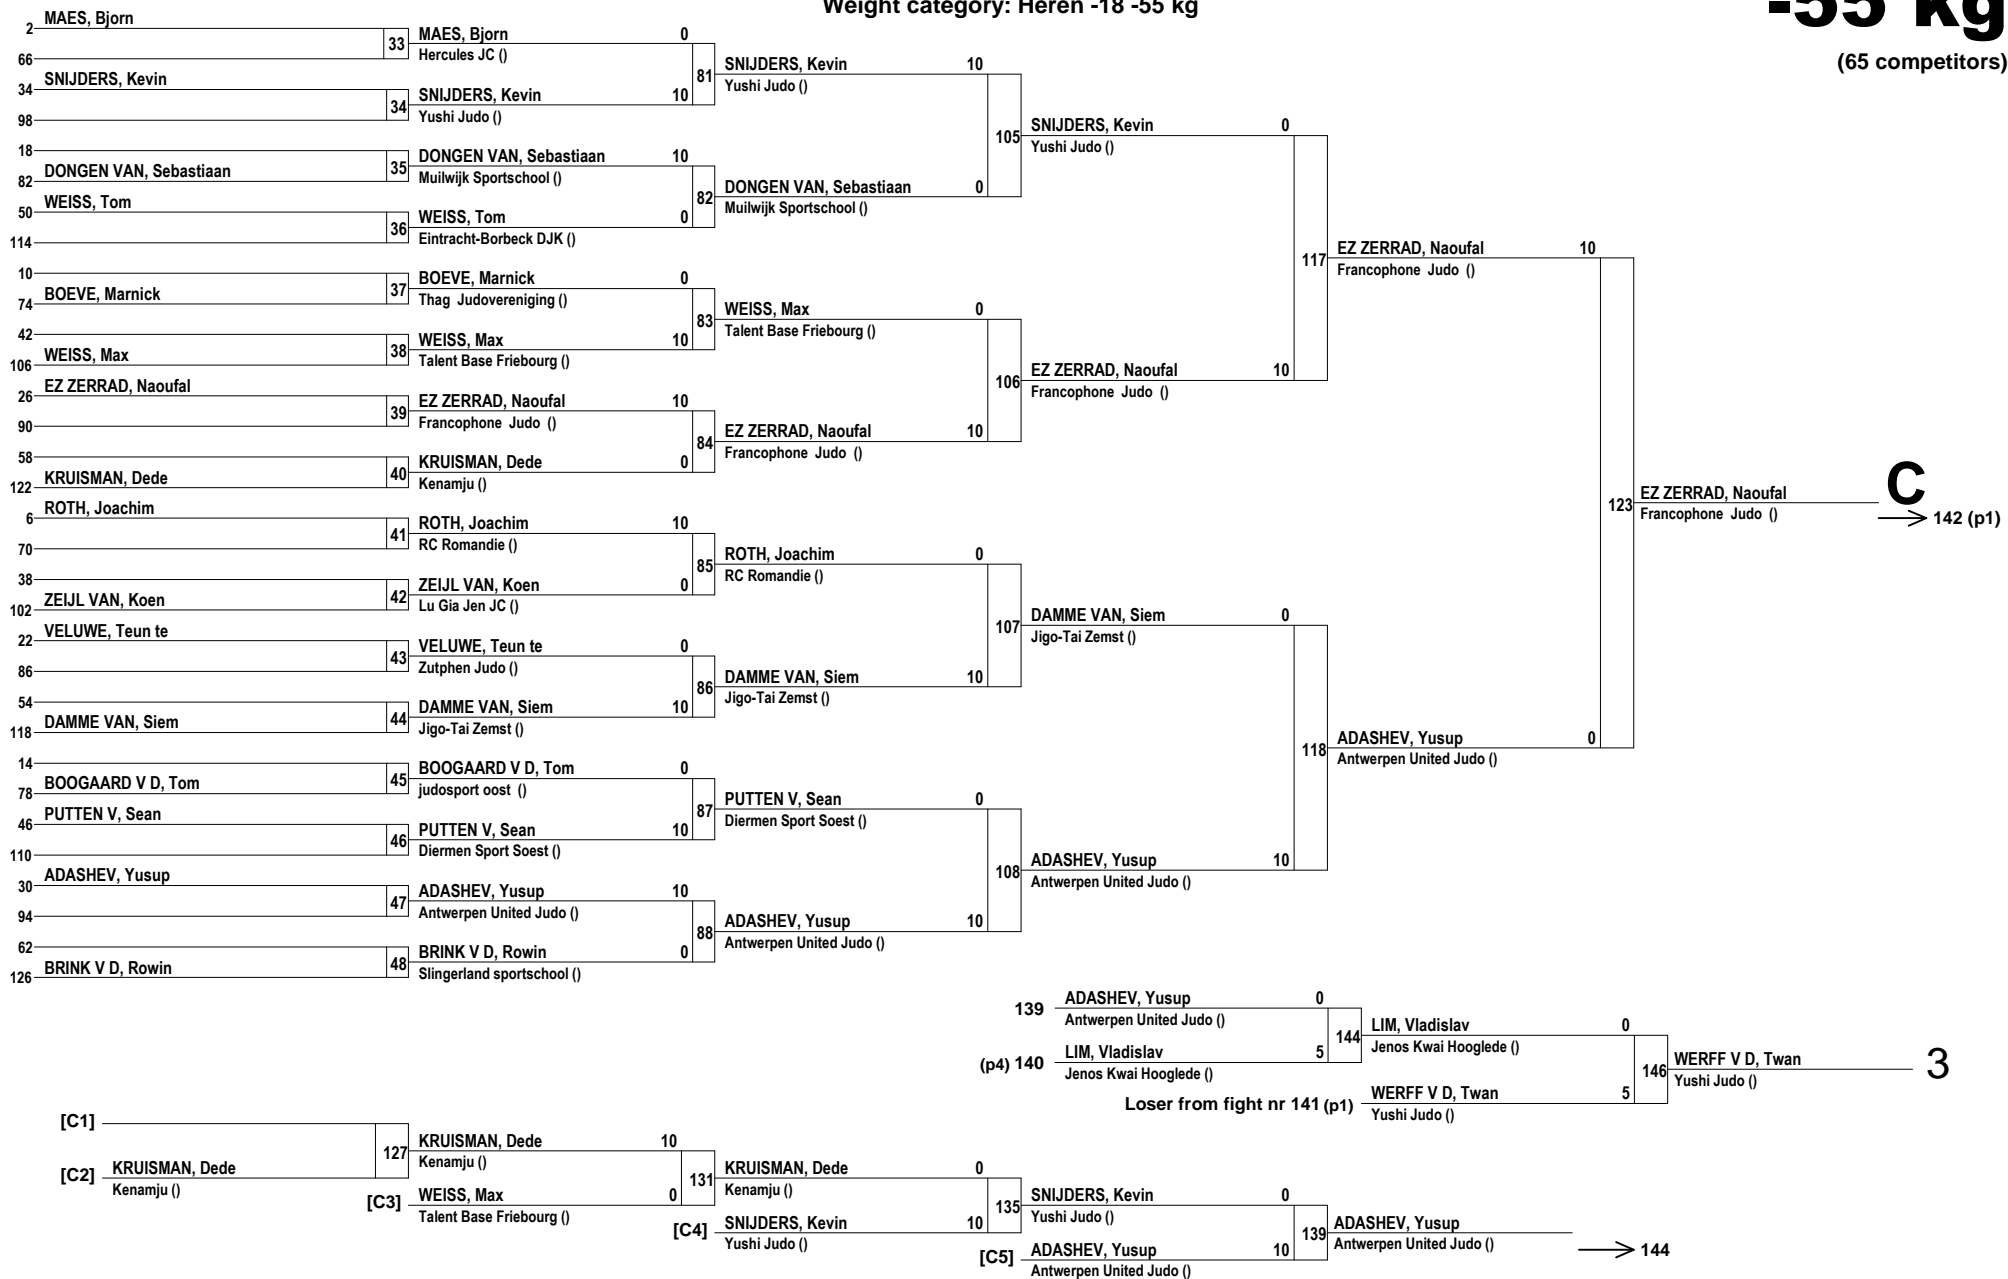 Weight category: Heren -18 -55 kg
-55 kg
(65 competitors)
2 MAES, Bjorn
66
33
34 SNIJDERS, Kevin
98
34
18
82 DONGEN VAN, Sebastiaan
35
50 WEISS, Tom
114
36
10
74 BOEVE, Marnick
37
42
106 WEISS, Max
38
26 EZ ZERRAD, Naoufal
90
39
58
122 KRUISMAN, Dede
40
6 ROTH, Joachim
70
41
38
102 ZEIJL VAN, Koen
42
22 VELUWE, Teun te
86
43
54
118 DAMME VAN, Siem
44
14
78 BOOGAARD V D, Tom
45
46 PUTTEN V, Sean
110
46
30 ADASHEV, Yusup
94
47
62
126 BRINK V D, Rowin
48
MAES, Bjorn 0
Hercules JC ()
81
SNIJDERS, Kevin 10
Yushi Judo ()
DONGEN VAN, Sebastiaan 10
Muilwijk Sportschool ()
82
WEISS, Tom 0
Eintracht-Borbeck DJK ()
BOEVE, Marnick 0
Thag Judovereniging ()
83
WEISS, Max 10
Talent Base Friebourg ()
EZ ZERRAD, Naoufal 10
Francophone Judo ()
84
KRUISMAN, Dede 0
Kenamju ()
ROTH, Joachim 10
RC Romandie ()
85
ZEIJL VAN, Koen 0
Lu Gia Jen JC ()
VELUWE, Teun te 0
Zutphen Judo ()
86
DAMME VAN, Siem 10
Jigo-Tai Zemst ()
BOOGAARD V D, Tom 0
judosport oost ()
87
PUTTEN V, Sean 10
Diermen Sport Soest ()
ADASHEV, Yusup 10
Antwerpen United Judo ()
88
BRINK V D, Rowin 0
Slingerland sportschool ()
SNIJDERS, Kevin 10
Yushi Judo ()
105
DONGEN VAN, Sebastiaan 0
Muilwijk Sportschool ()
WEISS, Max 0
Talent Base Friebourg ()
106
EZ ZERRAD, Naoufal 10
Francophone Judo ()
ROTH, Joachim 0
RC Romandie ()
107
DAMME VAN, Siem 10
Jigo-Tai Zemst ()
PUTTEN V, Sean 0
Diermen Sport Soest ()
108
ADASHEV, Yusup 10
Antwerpen United Judo ()
SNIJDERS, Kevin 0
Yushi Judo ()
117
EZ ZERRAD, Naoufal 10
Francophone Judo ()
DAMME VAN, Siem 0
Jigo-Tai Zemst ()
118
ADASHEV, Yusup 10
Antwerpen United Judo ()
EZ ZERRAD, Naoufal 10
Francophone Judo ()
123
ADASHEV, Yusup 0
Antwerpen United Judo ()
EZ ZERRAD, Naoufal
Francophone Judo ()
C
142 (p1)
139 ADASHEV, Yusup 0
Antwerpen United Judo ()
144
(p4) 140 LIM, Vladislav 5
Jenos Kwai Hooglede ()
LIM, Vladislav 0
Jenos Kwai Hooglede ()
146
Loser from fight nr 141 (p1) WERFF V D, Twan 5
Yushi Judo ()
WERFF V D, Twan
Yushi Judo ()
3
[C1]
127
[C2] KRUISMAN, Dede
Kenamju ()
KRUISMAN, Dede 10
Kenamju ()
131
[C3] WEISS, Max 0
Talent Base Friebourg ()
KRUISMAN, Dede 0
Kenamju ()
135
[C4] SNIJDERS, Kevin 10
Yushi Judo ()
SNIJDERS, Kevin 0
Yushi Judo ()
139
[C5] ADASHEV, Yusup 10
Antwerpen United Judo ()
ADASHEV, Yusup
Antwerpen United Judo ()
144